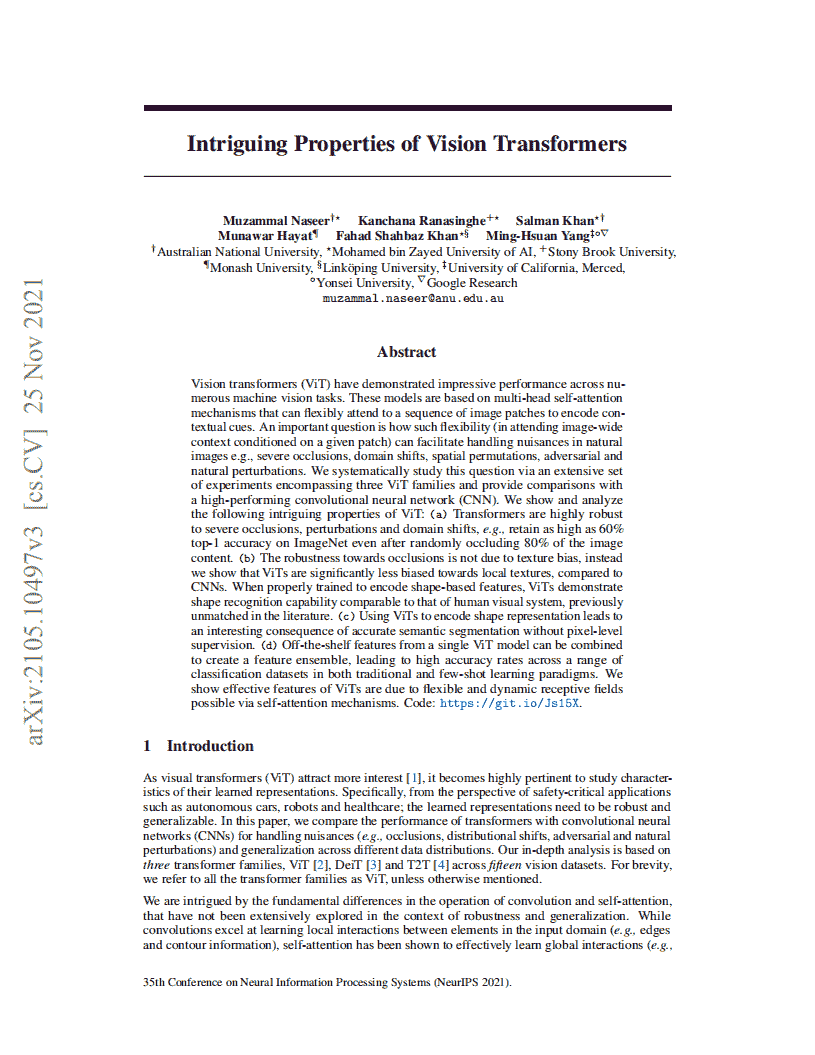 Intriguing Properties of Vision Transformers
Muzammal Naseer†⋆ Kanchana Ranasinghe+⋆ Salman Khan⋆†
Munawar Hayat¶ Fahad Shahbaz Khan⋆§ Ming-Hsuan Yang‡∘▽
†Australian National University, ⋆Mohamed bin Zayed University of AI, +Stony Brook University,
¶Monash University, §Linköping University, ‡University of California, Merced,
∘Yonsei University, ▽Google Research
muzammal.naseer@anu.edu.au
arXiv:2105.10497v3 [cs.CV] 25 Nov 2021
Abstract
Vision transformers (ViT) have demonstrated impressive performance across nu-
merous machine vision tasks. These models are based on multi-head self-attention
mechanisms that can flexibly attend to a sequence of image patches to encode con-
textual cues. An important question is how such flexibility (in attending image-wide
context conditioned on a given patch) can facilitate handling nuisances in natural
images e.g., severe occlusions, domain shifts, spatial permutations, adversarial and
natural perturbations. We systematically study this question via an extensive set
of experiments encompassing three ViT families and provide comparisons with
a high-performing convolutional neural network (CNN). We show and analyze
the following intriguing properties of ViT: (a) Transformers are highly robust
to severe occlusions, perturbations and domain shifts, e.g., retain as high as 60%
top-1 accuracy on ImageNet even after randomly occluding 80% of the image
content. (b) The robustness towards occlusions is not due to texture bias, instead
we show that ViTs are significantly less biased towards local textures, compared to
CNNs. When properly trained to encode shape-based features, ViTs demonstrate
shape recognition capability comparable to that of human visual system, previously
unmatched in the literature. (c) Using ViTs to encode shape representation leads to
an interesting consequence of accurate semantic segmentation without pixel-level
supervision. (d) Off-the-shelf features from a single ViT model can be combined
to create a feature ensemble, leading to high accuracy rates across a range of
classification datasets in both traditional and few-shot learning paradigms. We
show effective features of ViTs are due to flexible and dynamic receptive fields
possible via self-attention mechanisms. Code: https://git.io/Js15X.
1 Introduction
As visual transformers (ViT) attract more interest [1], it becomes highly pertinent to study character-
istics of their learned representations. Specifically, from the perspective of safety-critical applications
such as autonomous cars, robots and healthcare; the learned representations need to be robust and
generalizable. In this paper, we compare the performance of transformers with convolutional neural
networks (CNNs) for handling nuisances (e.g., occlusions, distributional shifts, adversarial and natural
perturbations) and generalization across different data distributions. Our in-depth analysis is based on
three transformer families, ViT [2], DeiT [3] and T2T [4] across fifteen vision datasets. For brevity,
we refer to all the transformer families as ViT, unless otherwise mentioned.
We are intrigued by the fundamental differences in the operation of convolution and self-attention,
that have not been extensively explored in the context of robustness and generalization. While
convolutions excel at learning local interactions between elements in the input domain (e.g., edges
and contour information), self-attention has been shown to effectively learn global interactions (e.g.,
35th Conference on Neural Information Processing Systems (NeurIPS 2021).